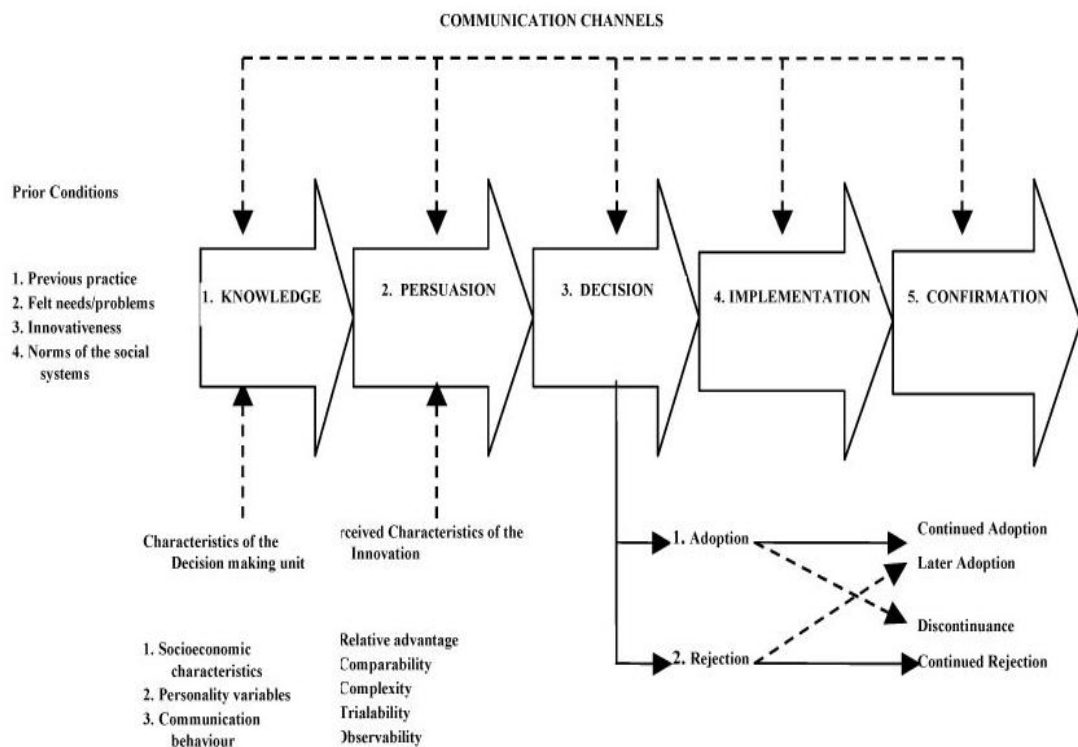 COMMUNICATION CHANNELS
Prior Conditions
1. Previous practice
2. Felt needs/problems
3. Innovativeness
4. Norms of the social
systems
1. KNOWLEDGE
2. PERSUASION
3. DECISION
4. IMPLEMENTATION
5. CONFIRMATION
Characteristics of the
Decision making unit
1. Socioeconomic
characteristics
2. Personality variables
3. Communication
behaviour
rceived Characteristics of the
Innovation
Relative advantage
Comparability
Complexity
Trialability
Observability
1. Adoption
2. Rejection
Continued Adoption
Later Adoption
Discontinuance
Continued Rejection